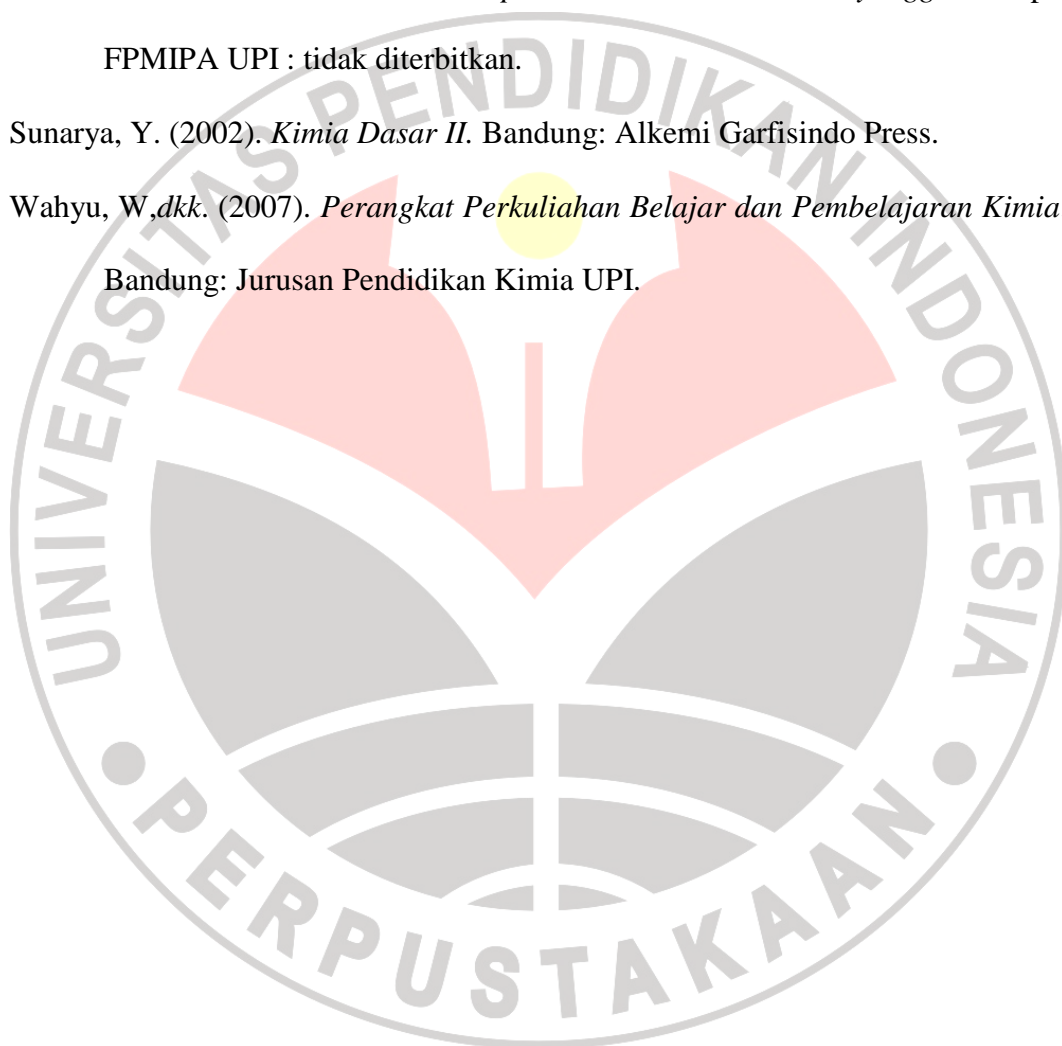 FPMIPA UPI : tidak diterbitkan.
Sunarya, Y. (2002). Kimia Dasar II. Bandung: Alkemi Garfisindo Press.
Wahyu, W,dkk. (2007). Perangkat Perkuliahan Belajar dan Pembelajaran Kimia
Bandung: Jurusan Pendidikan Kimia UPI.
UNIVERSITAS PENDIDIKAN INDONESIA
PERPUSTAKAAN